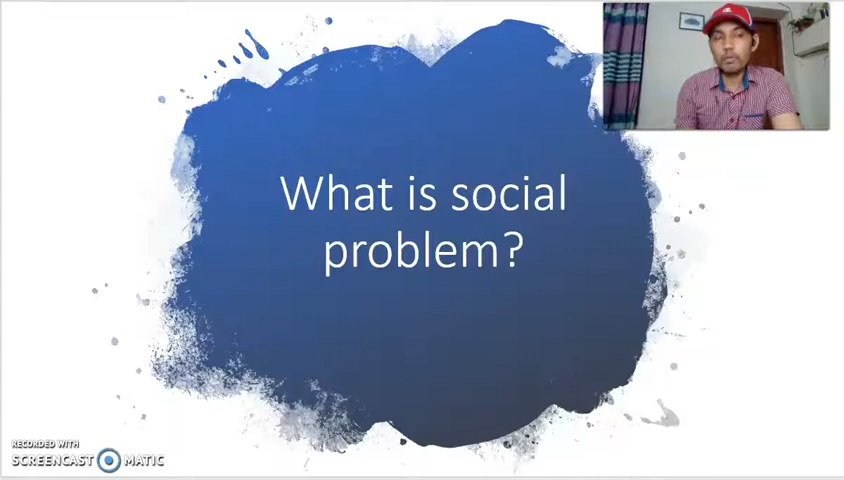 What is social
problem?
RECORDED WITH
SCREENCAST MATIC